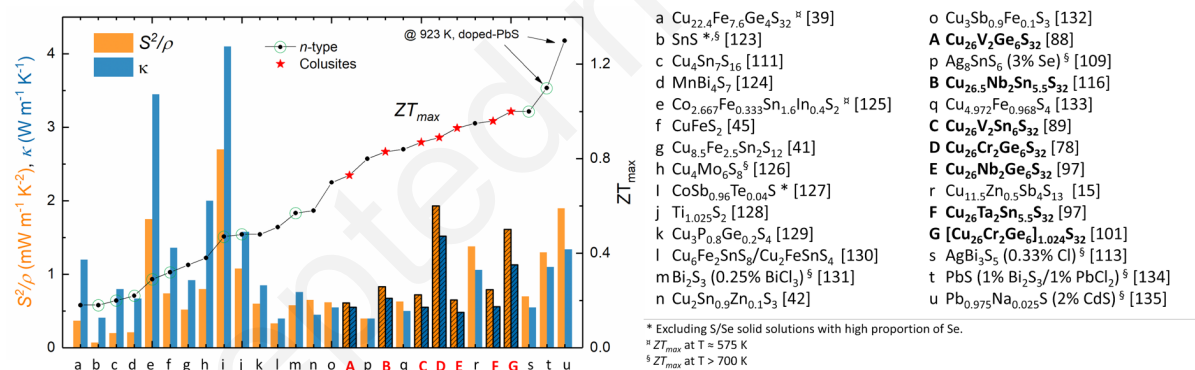 4
3
2
1
0
S²/ρ (mW m⁻¹ K⁻²), κ (W m⁻¹ K⁻¹)
S²/ρ
κ
n-type
Colusites
@ 923 K, doped-PbS
ZT_max
1.2
0.8
0.4
0.0
ZT_max
a b c d e f g h i j k l m n o A p B q C D E r F G s t u
a Cu₂₂.₄Fe₇.₆Ge₄S₃₂ ¤ [39]
b SnS *,§ [123]
c Cu₄Sn₇S₁₆ [111]
d MnBi₄S₇ [124]
e Co₂.₆₆₇Fe₀.₃₃₃Sn₁.₆In₀.₄S₂ ¤ [125]
f CuFeS₂ [45]
g Cu₈.₅Fe₂.₅Sn₂S₁₂ [41]
h Cu₄Mo₆S₈§ [126]
I CoSb₀.₉₆Te₀.₀₄S * [127]
j Ti₁.₀₂₅S₂ [128]
k Cu₃P₀.₈Ge₀.₂S₄ [129]
l Cu₆Fe₂SnS₈/Cu₂FeSnS₄ [130]
m Bi₂S₃ (0.25% BiCl₃) § [131]
n Cu₂Sn₀.₉Zn₀.₁S₃ [42]
o Cu₃Sb₀.₉Fe₀.₁S₃ [132]
A Cu₂₆V₂Ge₆S₃₂ [88]
p Ag₈SnS₆ (3% Se) § [109]
B Cu₂₆.₅Nb₂Sn₅.₅S₃₂ [116]
q Cu₄.₉₇₂Fe₀.₉₆₈S₄ [133]
C Cu₂₆V₂Sn₆S₃₂ [89]
D Cu₂₆Cr₂Ge₆S₃₂ [78]
E Cu₂₆Nb₂Ge₆S₃₂ [97]
r Cu₁₁.₅Zn₀.₅Sb₄S₁₃ [15]
F Cu₂₆Ta₂Sn₅.₅S₃₂ [97]
G [Cu₂₆Cr₂Ge₆]₁.₀₂₄S₃₂ [101]
s AgBi₃S₅ (0.33% Cl) § [113]
t PbS (1% Bi₂S₃/1% PbCl₂) § [134]
u Pb₀.₉₇₅Na₀.₀₂₅S (2% CdS) § [135]
* Excluding S/Se solid solutions with high proportion of Se.
¤ ZT_max at T ≈ 575 K
§ ZT_max at T > 700 K